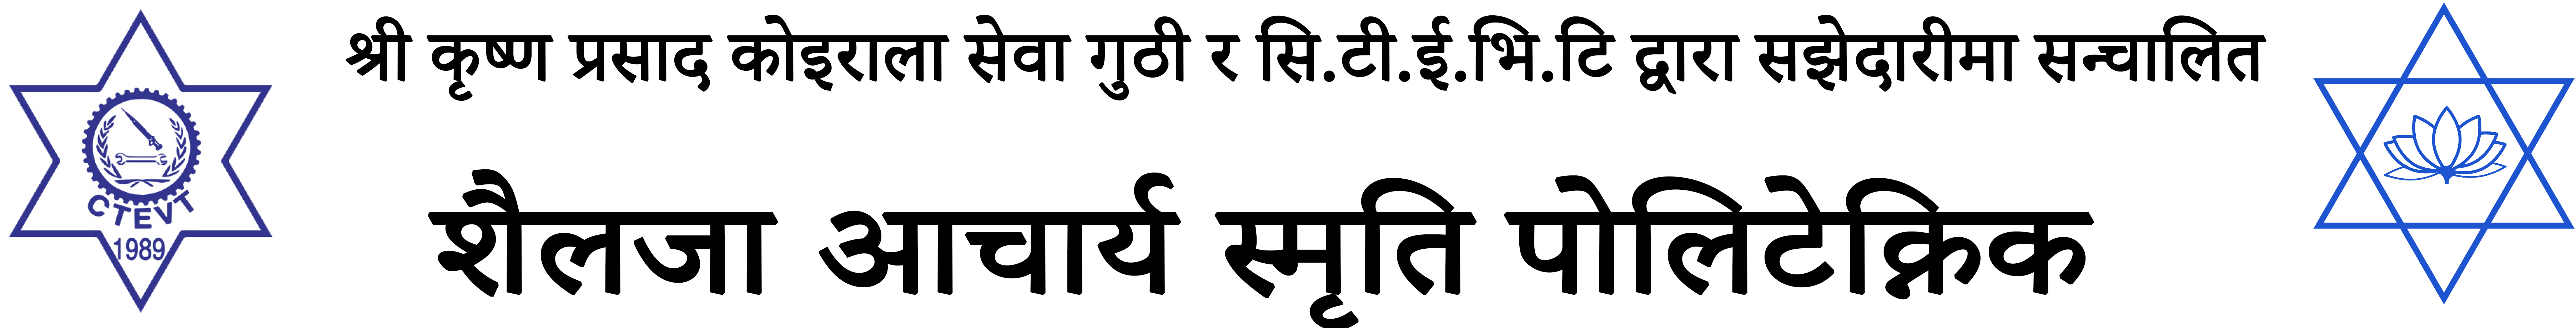 श्री कृष्ण प्रसाद कोइराला सेवा गुठी र सि.टी.ई.भि.टि द्वारा सझेदारीमा सन्चालित
शैलजा आचार्य स्मृति पोलिटेक्निक
CTEVT
1989